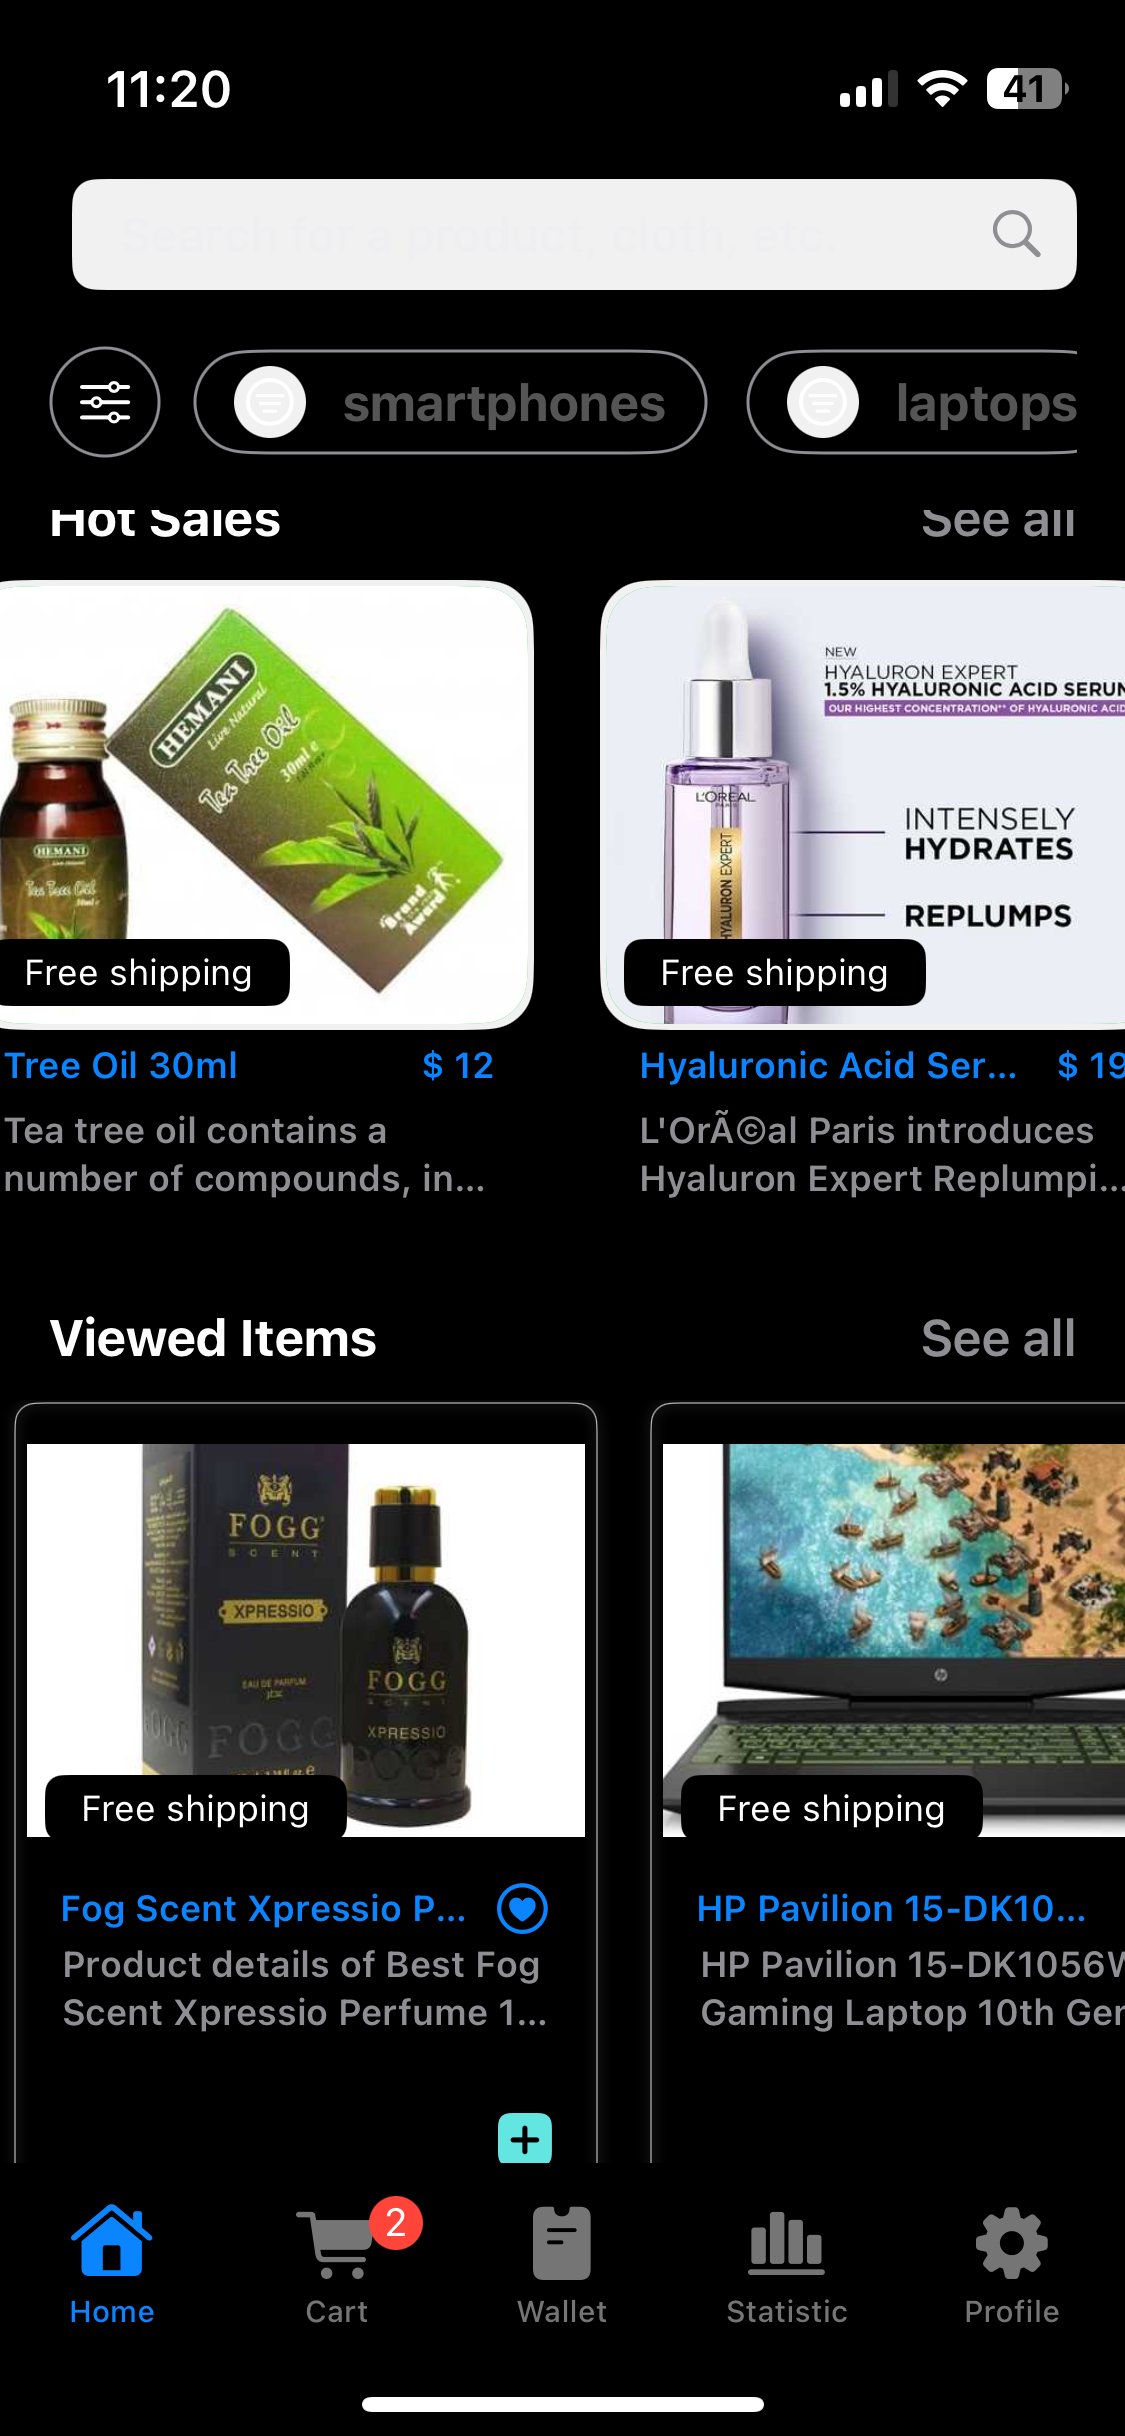 11:20
41
Search for a product, cloth, etc.
smartphones
laptops
Hot Sales
See all
HEMANI
Live Natural
Tea Tree Oil
30ml e
HEMANI
Tea Tree Oil
Brand
Award
Free shipping
NEW
HYALURON EXPERT
1.5% HYALURONIC ACID SERUM
OUR HIGHEST CONCENTRATION** OF HYALURONIC ACID
L'ORÉAL
PARIS
HYALURON EXPERT
INTENSELY
HYDRATES
REPLUMPS
Free shipping
Tree Oil 30ml
$ 12
Tea tree oil contains a
number of compounds, in...
Hyaluronic Acid Ser...
$ 19
L'OrÃ©al Paris introduces
Hyaluron Expert Replumpi...
Viewed Items
See all
FOGG
SCENT
XPRESSIO
EAU DE PARFUM
FOGG
FOGG
SCENT
XPRESSIO
FOGG
Free shipping
hp
Free shipping
Fog Scent Xpressio P...
Product details of Best Fog
Scent Xpressio Perfume 1...
HP Pavilion 15-DK10...
HP Pavilion 15-DK1056W
Gaming Laptop 10th Ger
2
Home
Cart
Wallet
Statistic
Profile